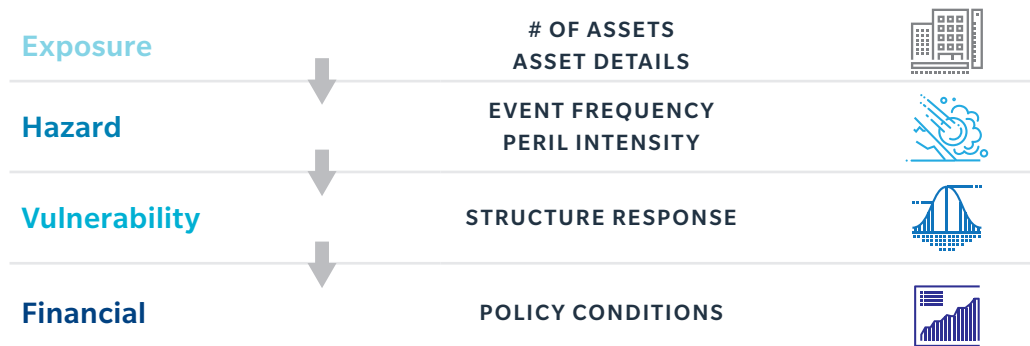 Exposure
# OF ASSETS
ASSET DETAILS
Hazard
EVENT FREQUENCY
PERIL INTENSITY
Vulnerability
STRUCTURE RESPONSE
Financial
POLICY CONDITIONS